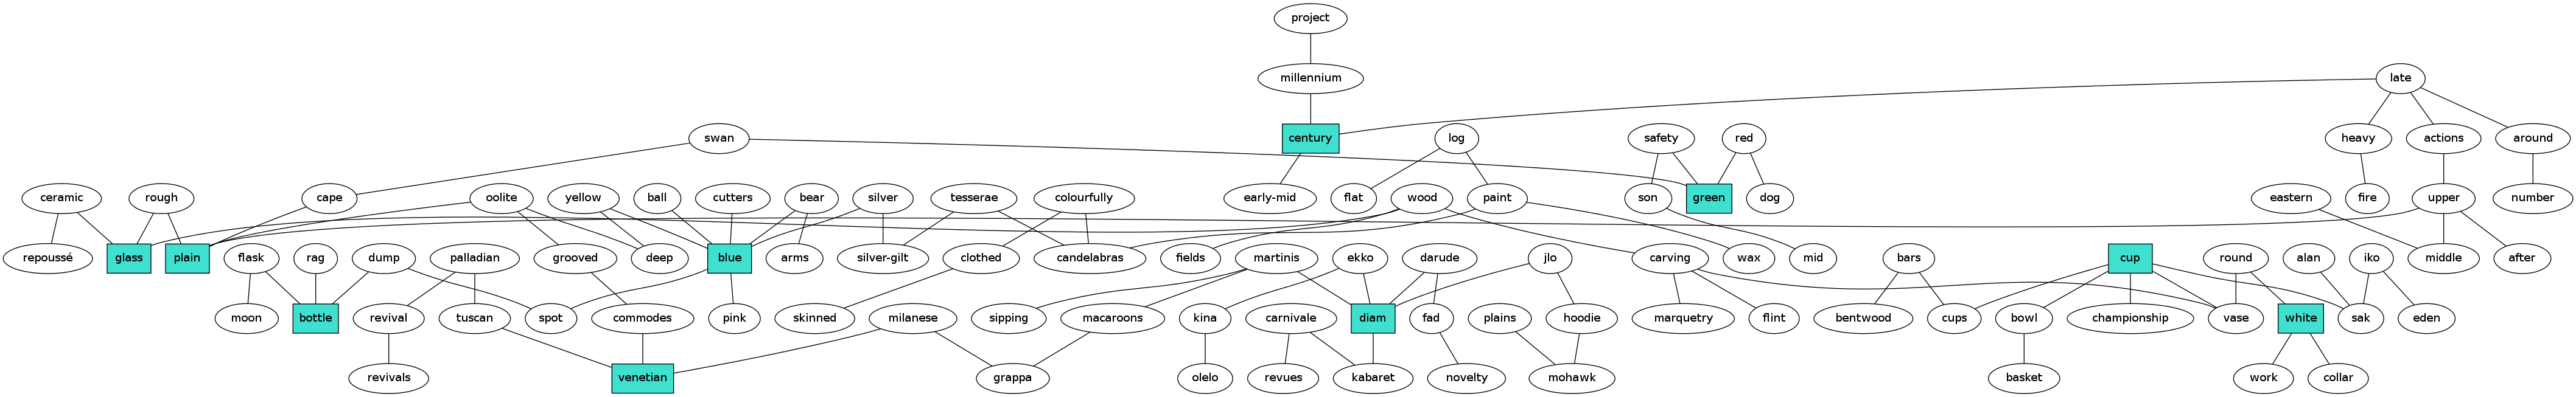 project
millennium
late
swan
century
log
safety
red
heavy
actions
around
ceramic
rough
cape
oolite
yellow
ball
cutters
bear
silver
tesserae
colourfully
early-mid
flat
wood
paint
son
green
dog
eastern
fire
upper
number
repoussé
glass
plain
flask
rag
dump
palladian
grooved
deep
blue
arms
silver-gilt
clothed
candelabras
fields
martinis
ekko
darude
jlo
carving
wax
mid
bars
cup
round
alan
iko
middle
after
moon
bottle
revival
tuscan
spot
commodes
pink
skinned
milanese
sipping
macaroons
kina
carnivale
diam
fad
plains
hoodie
marquetry
flint
bentwood
cups
bowl
championship
vase
white
sak
eden
revivals
venetian
grappa
olelo
revues
kabaret
novelty
mohawk
basket
work
collar